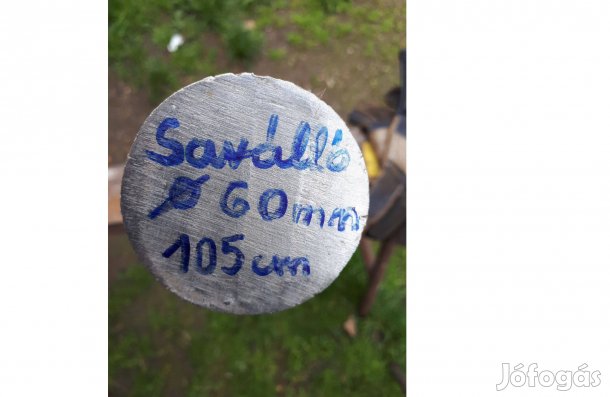 Saválló
Ø 60mm
105cm
Jófogás